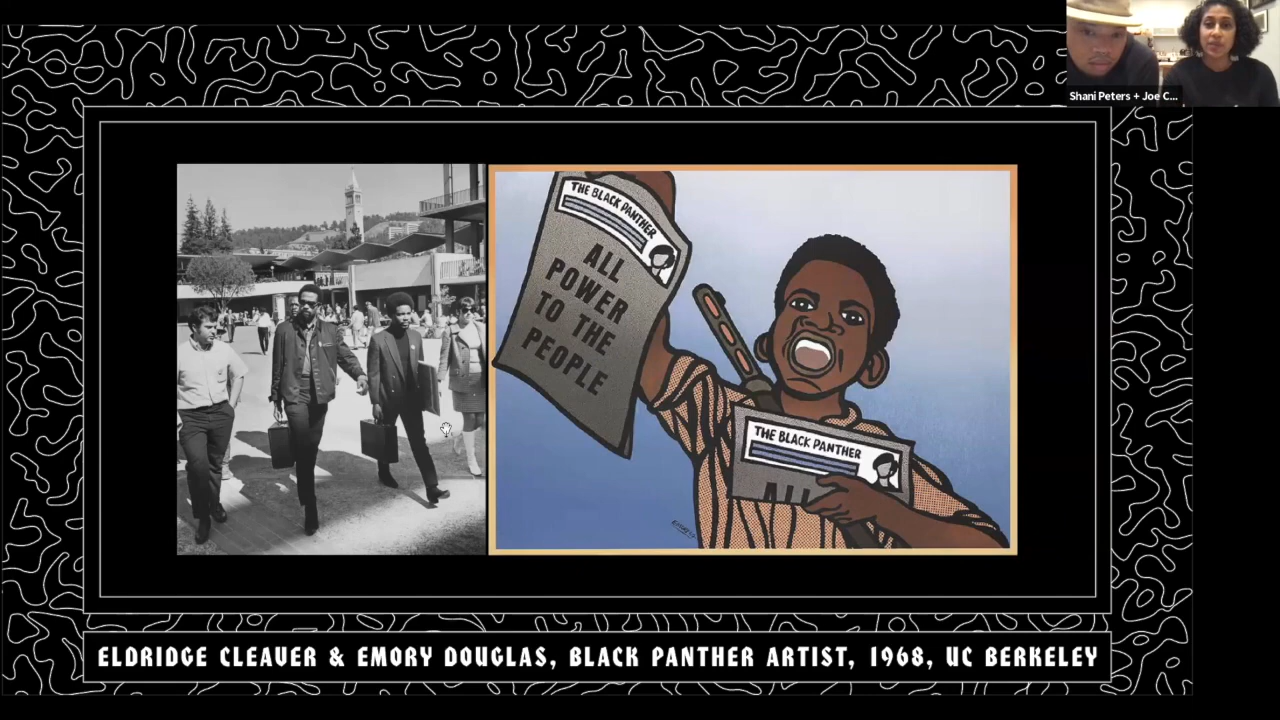 Shani Peters + Joe C...
THE BLACK PANTHER
ALL
POWER
TO THE
PEOPLE
THE BLACK PANTHER
ALL
ELDRIDGE CLEAVER & EMORY DOUGLAS, BLACK PANTHER ARTIST, 1968, UC BERKELEY